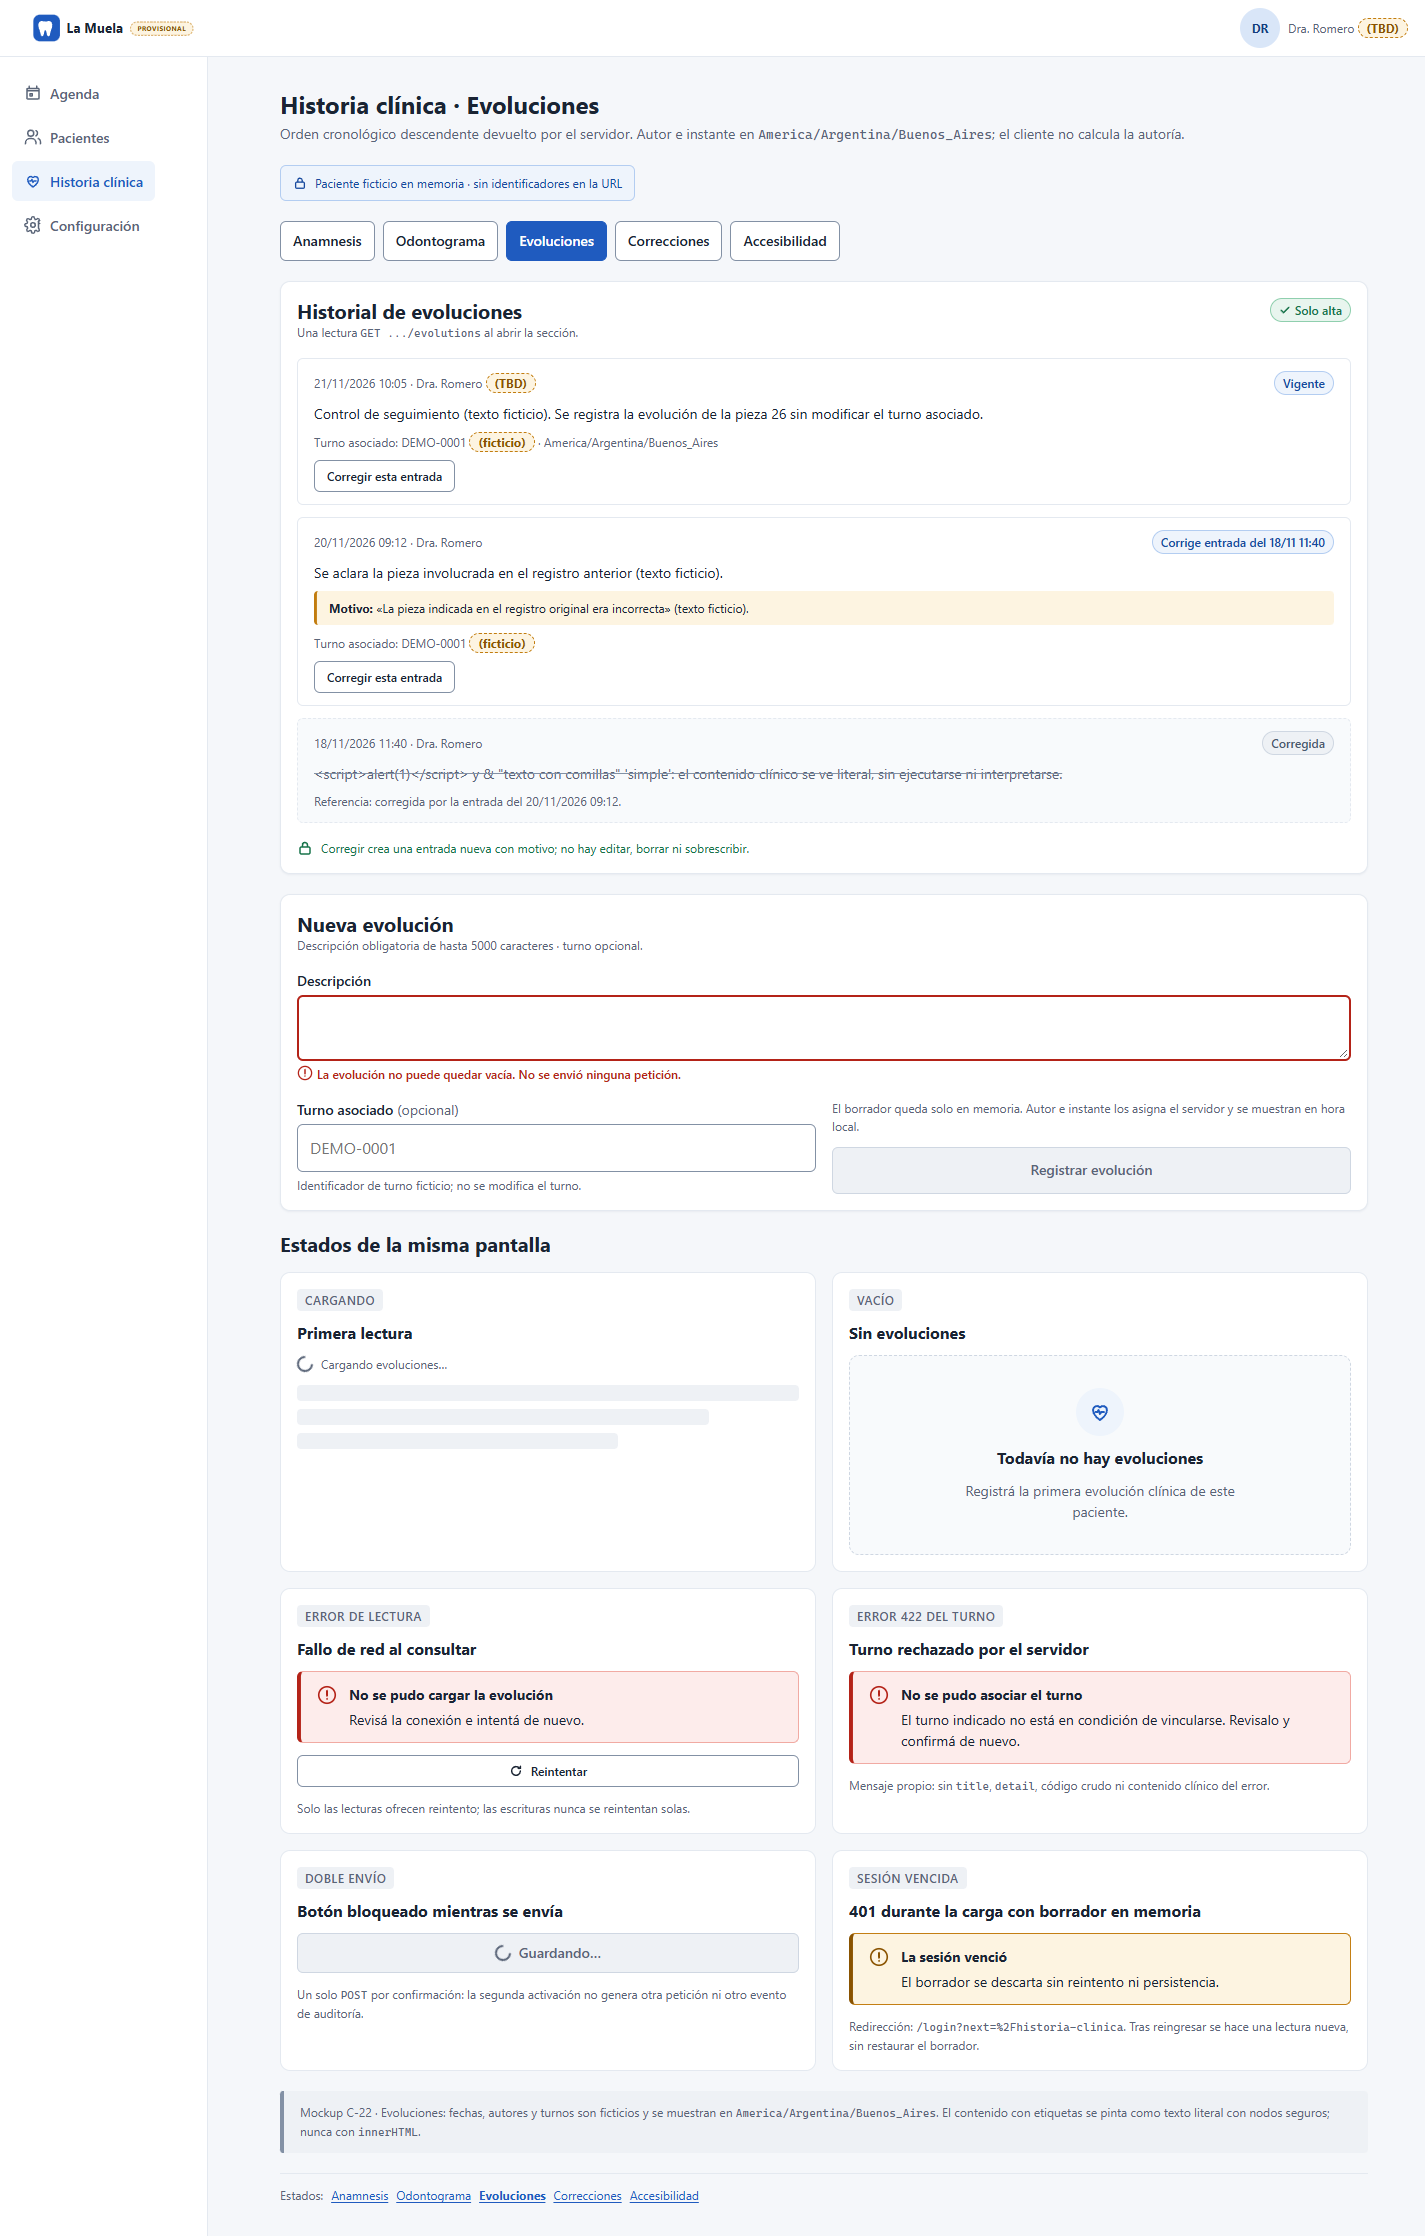 La Muela PROVISIONAL
DR Dra. Romero (TBD)
Agenda
Pacientes
Historia clínica
Configuración
Historia clínica · Evoluciones
Orden cronológico descendente devuelto por el servidor. Autor e instante en America/Argentina/Buenos_Aires; el cliente no calcula la autoría.
Paciente ficticio en memoria · sin identificadores en la URL
Anamnesis Odontograma Evoluciones Correcciones Accesibilidad
Historial de evoluciones
Solo alta
Una lectura GET .../evolutions al abrir la sección.
21/11/2026 10:05 · Dra. Romero (TBD)
Vigente
Control de seguimiento (texto ficticio). Se registra la evolución de la pieza 26 sin modificar el turno asociado.
Turno asociado: DEMO-0001 (ficticio) · America/Argentina/Buenos_Aires
Corregir esta entrada
20/11/2026 09:12 · Dra. Romero
Corrige entrada del 18/11 11:40
Se aclara la pieza involucrada en el registro anterior (texto ficticio).
Motivo: «La pieza indicada en el registro original era incorrecta» (texto ficticio).
Turno asociado: DEMO-0001 (ficticio)
Corregir esta entrada
18/11/2026 11:40 · Dra. Romero
Corregida
<script>alert(1)</script> y & "texto con comillas" 'simple': el contenido clínico se ve literal, sin ejecutarse ni interpretarse.
Referencia: corregida por la entrada del 20/11/2026 09:12.
Corregir crea una entrada nueva con motivo; no hay editar, borrar ni sobrescribir.
Nueva evolución
Descripción obligatoria de hasta 5000 caracteres · turno opcional.
Descripción
La evolución no puede quedar vacía. No se envió ninguna petición.
Turno asociado (opcional)
DEMO-0001
Identificador de turno ficticio; no se modifica el turno.
El borrador queda solo en memoria. Autor e instante los asigna el servidor y se muestran en hora
local.
Registrar evolución
Estados de la misma pantalla
CARGANDO
Primera lectura
Cargando evoluciones...
VACÍO
Sin evoluciones
Todavía no hay evoluciones
Registrá la primera evolución clínica de este
paciente.
ERROR DE LECTURA
Fallo de red al consultar
No se pudo cargar la evolución
Revisá la conexión e intentá de nuevo.
Reintentar
Solo las lecturas ofrecen reintento; las escrituras nunca se reintentan solas.
ERROR 422 DEL TURNO
Turno rechazado por el servidor
No se pudo asociar el turno
El turno indicado no está en condición de vincularse. Revisalo y
confirmá de nuevo.
Mensaje propio: sin title, detail, código crudo ni contenido clínico del error.
DOBLE ENVÍO
Botón bloqueado mientras se envía
Guardando...
Un solo POST por confirmación: la segunda activación no genera otra petición ni otro evento
de auditoría.
SESIÓN VENCIDA
401 durante la carga con borrador en memoria
La sesión venció
El borrador se descarta sin reintento ni persistencia.
Redirección: /login?next=%2Fhistoria-clinica. Tras reingresar se hace una lectura nueva,
sin restaurar el borrador.
Mockup C-22 · Evoluciones: fechas, autores y turnos son ficticios y se muestran en America/Argentina/Buenos_Aires. El contenido con etiquetas se pinta como texto literal con nodos seguros;
nunca con innerHTML.
Estados: Anamnesis Odontograma Evoluciones Correcciones Accesibilidad